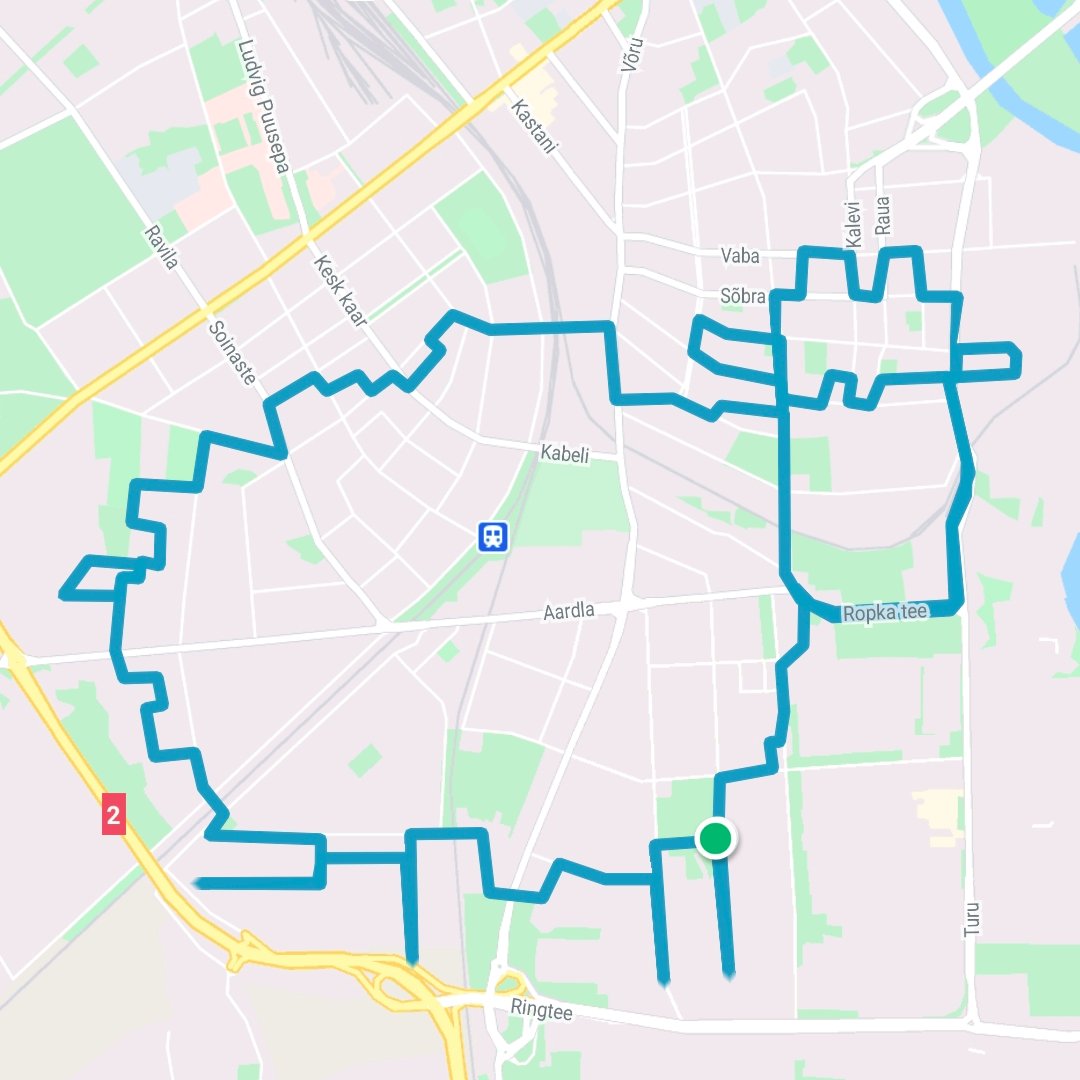 Ludvig Puusepa
Võru
Kastani
Ravila
Kesk kaar
Kalevi
Raua
Vaba
Sõbra
Soinaste
Kabeli
Aardla
Ropka tee
2
Turu
Ringtee